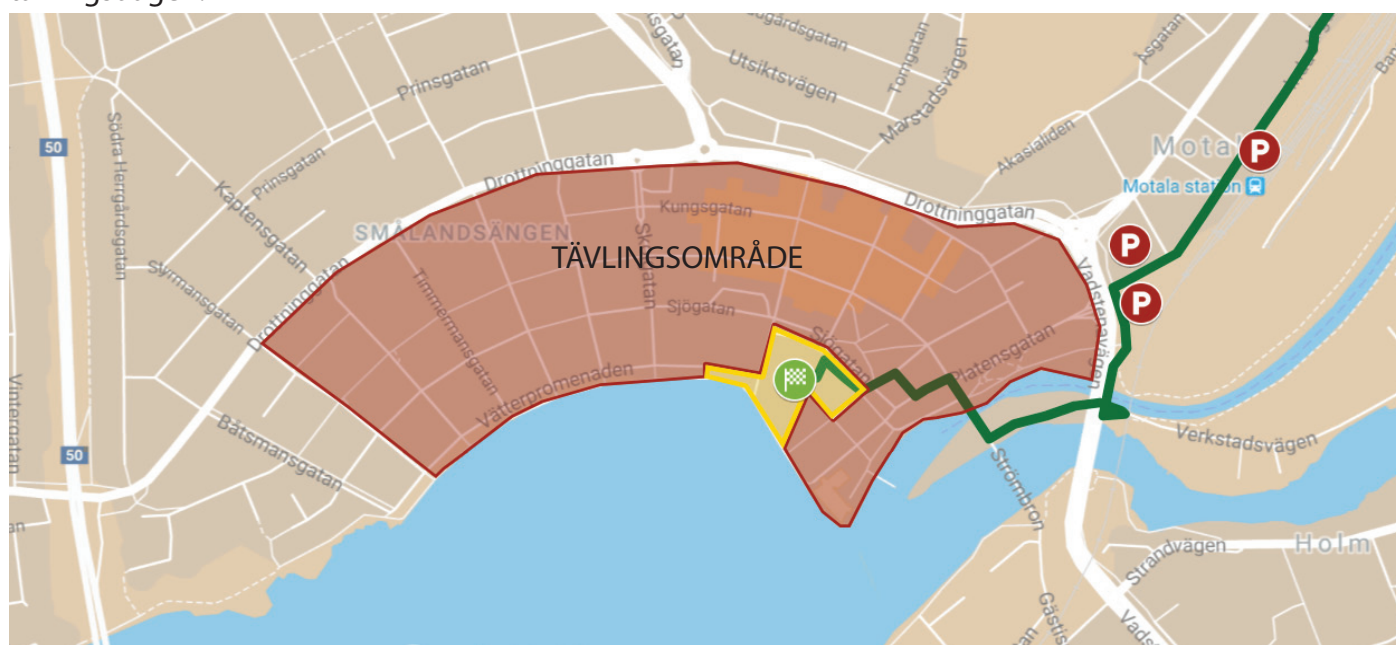 Prinsgatan
Utsiktsvägen
Torngatan
Marstadsvägen
Åsgatan
Akasialiden
Motala
P
Motala station
50
Södra Herrgårdsgatan
Prinsgatan
Kaptensgatan
Drottninggatan
Kungsgatan
Drottninggatan
SMÅLANDSÄNGEN
TÄVLINGSOMRÅDE
P
P
Styrmansgatan
Drottninggatan
Timmermansgatan
Sjögatan
Sjögatan
Platensgatan
Vadstenavägen
Vätterpromenaden
Vintergatan
50
Båtsmansgatan
Verkstadsvägen
Strömbron
Strandvägen
Holm